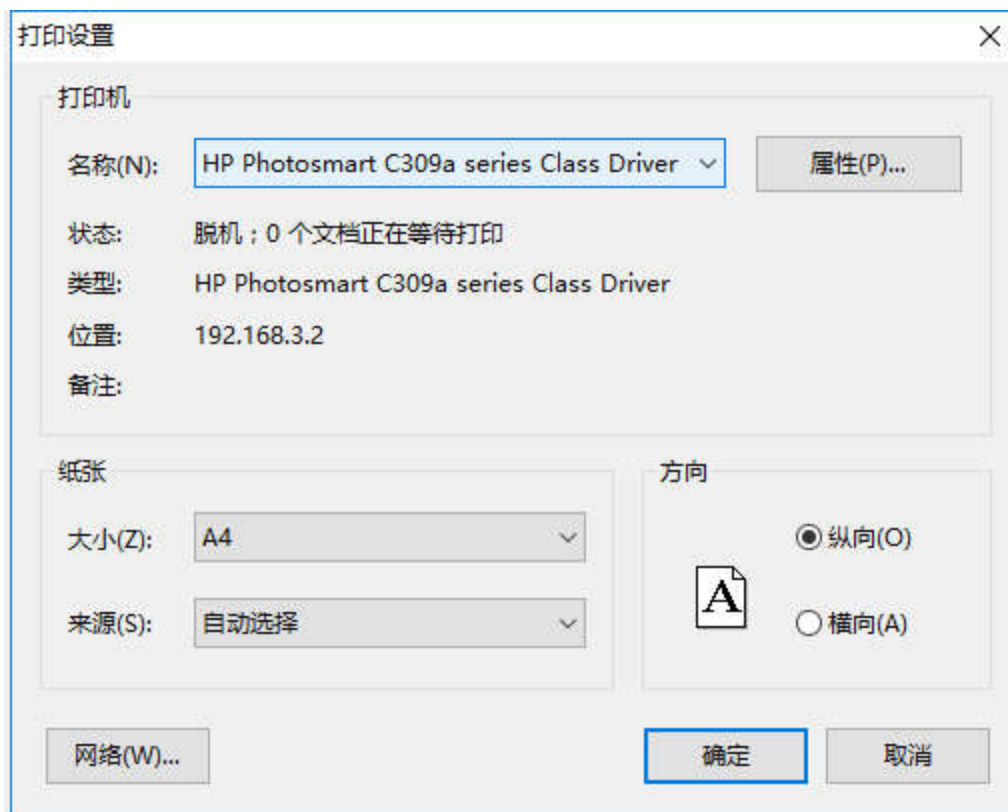 打印设置
打印机
名称(N): HP Photosmart C309a series Class Driver 属性(P)...
状态: 脱机；0 个文档正在等待打印
类型: HP Photosmart C309a series Class Driver
位置: 192.168.3.2
备注:
纸张
大小(Z): A4
来源(S): 自动选择
方向
纵向(O)
A
横向(A)
网络(W)... 确定 取消